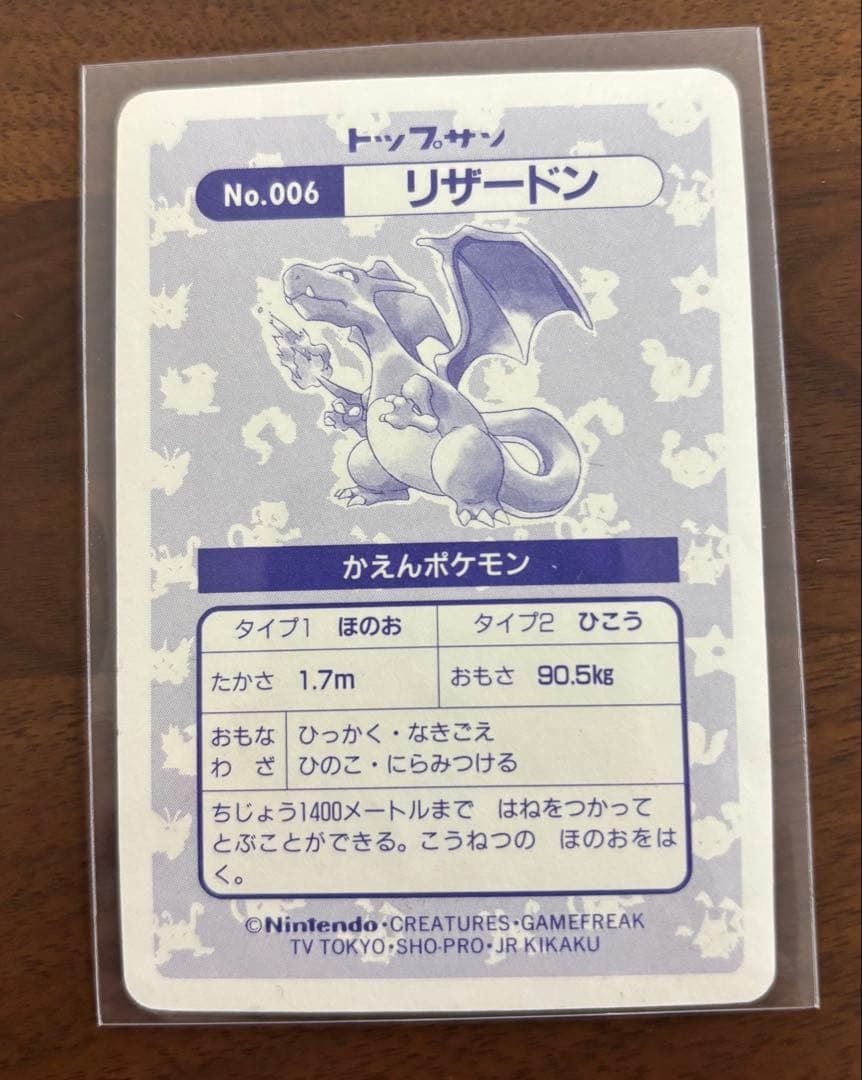 トップサン
No.006 リザードン
かえんポケモン
タイプ1 ほのお タイプ2 ひこう
たかさ 1.7m おもさ 90.5kg
おもな ひっかく・なきごえ
わ ざ ひのこ・にらみつける
ちじょう1400メートルまで はねをつかって
とぶことができる。こうねつの ほのおをは
く。
©Nintendo・CREATURES・GAMEFREAK
TV TOKYO・SHO-PRO・JR KIKAKU